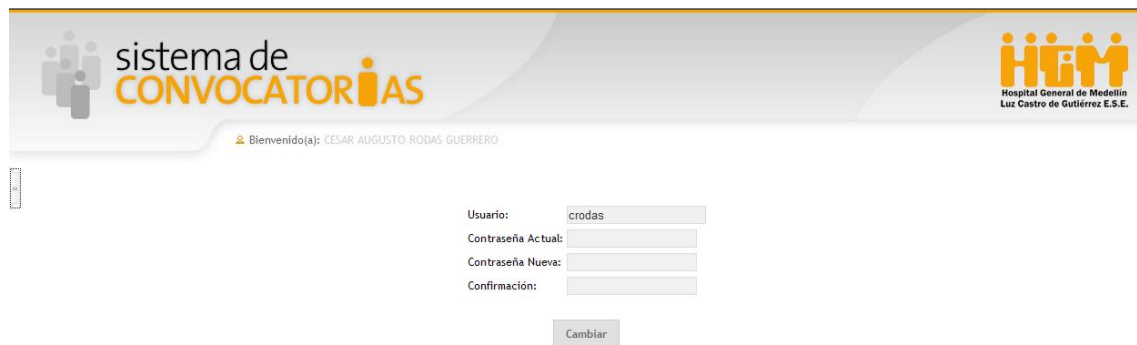 sistema de
CONVOCATORIAS
HGM
Hospital General de Medellín
Luz Castro de Gutiérrez E.S.E.
Bienvenido(a): CESAR AUGUSTO RODAS GUERRERO
»
Usuario: crodas
Contraseña Actual:
Contraseña Nueva:
Confirmación:
Cambiar